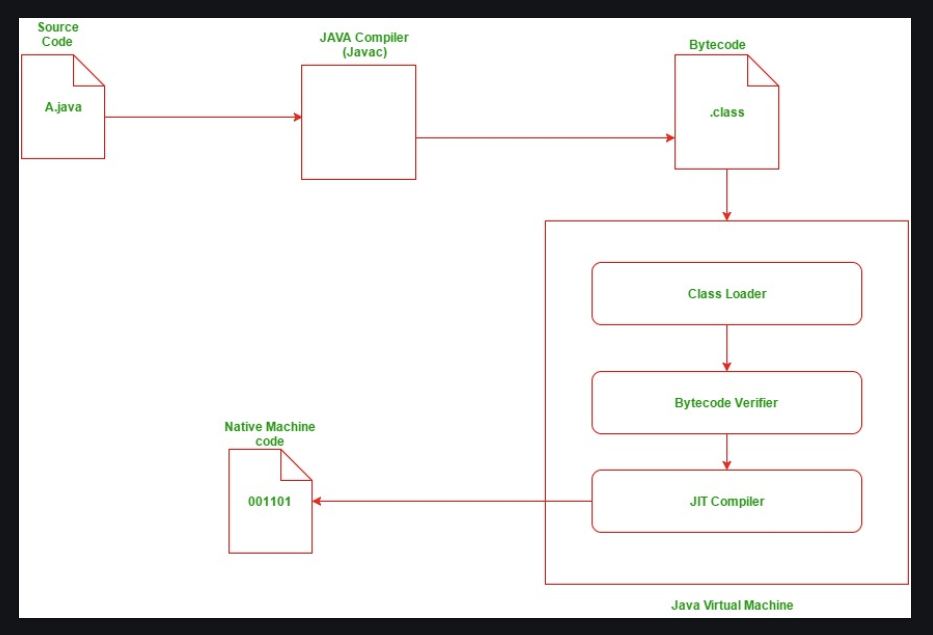 Source
Code
A.java
JAVA Compiler
(Javac)
Bytecode
.class
Class Loader
Bytecode Verifier
JIT Compiler
Native Machine
code
001101
Java Virtual Machine